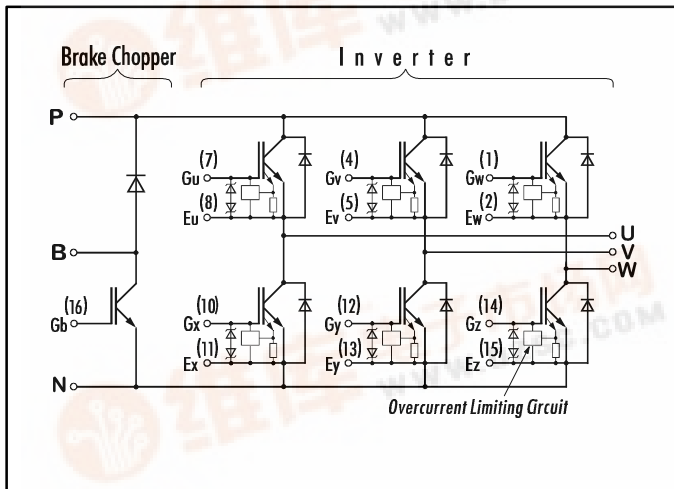 Brake Chopper
Inverter
P
(7)
(4)
(1)
Gu
Gv
Gw
(8)
(5)
(2)
Eu
Ev
Ew
U
B
V
W
(16)
(10)
(12)
(14)
Gb
Gx
Gy
Gz
(11)
(13)
(15)
Ex
Ey
Ez
N
Overcurrent Limiting Circuit